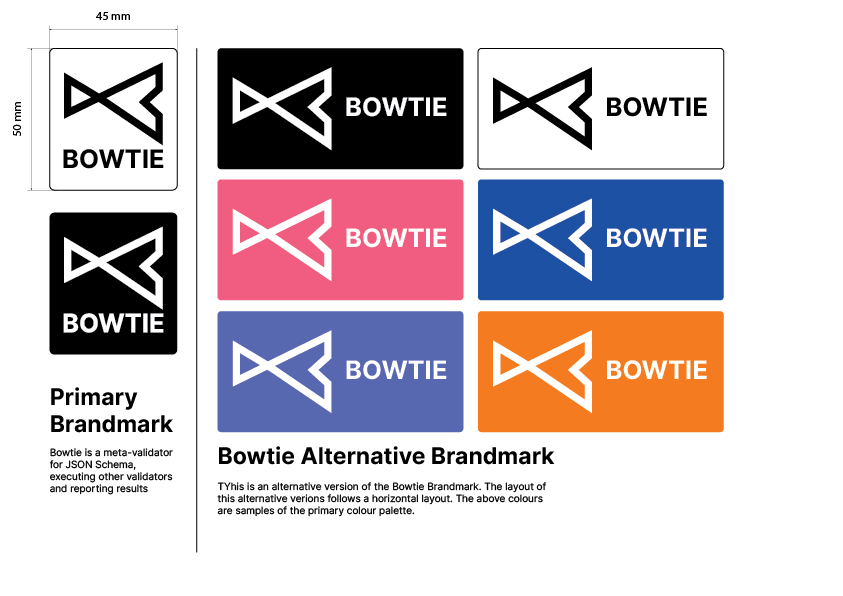 45 mm
50 mm
BOWTIE
BOWTIE
Primary
Brandmark
Bowtie is a meta-validator
for JSON Schema,
executing other validators
and reporting results
BOWTIE
BOWTIE
BOWTIE
BOWTIE
BOWTIE
BOWTIE
Bowtie Alternative Brandmark
TYhis is an alternative version of the Bowtie Brandmark. The layout of
this alternative verions follows a horizontal layout. The above colours
are samples of the primary colour palette.